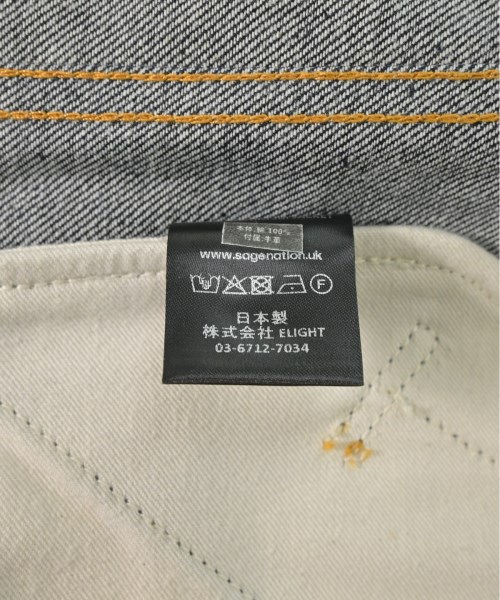 本体:綿 100%
付属:牛革
www.sagenation.uk
F
日本製
株式会社 ELIGHT
03-6712-7034